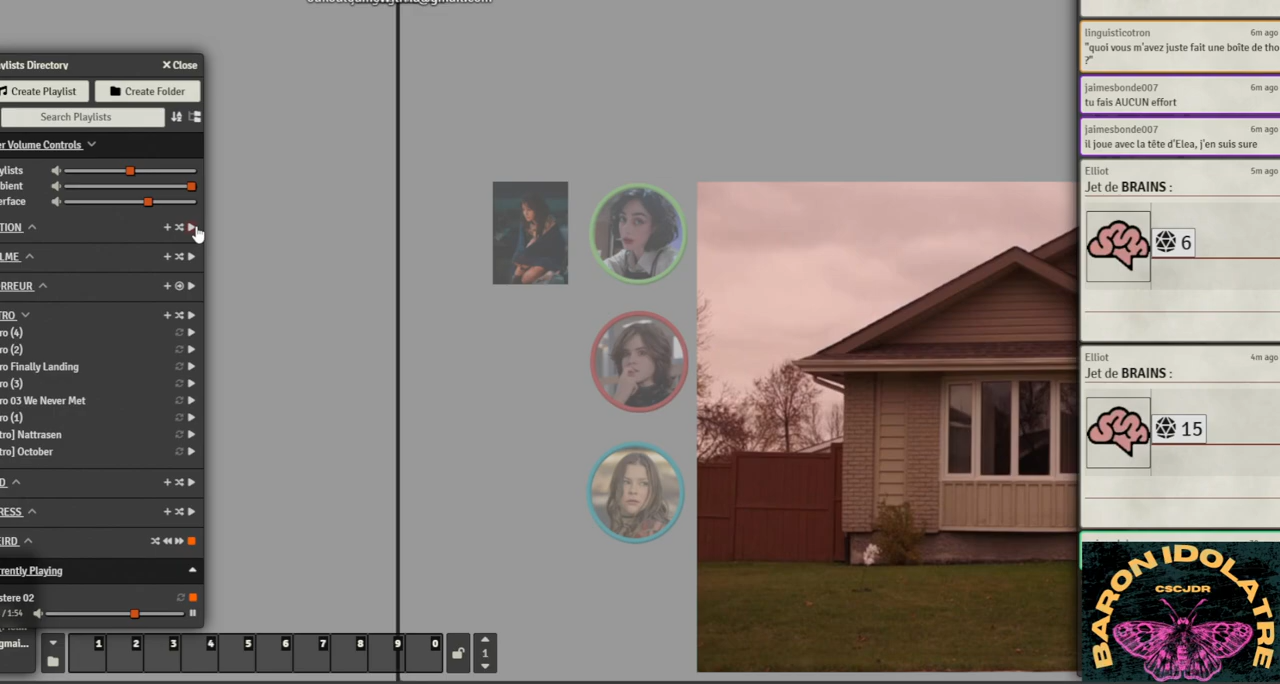 ylists Directory
Close
Create Playlist
Create Folder
Search Playlists
er Volume Controls
ylists
bient
erface
TION
LME
RREUR
TRO
ro (4)
ro (2)
ro Finally Landing
ro (3)
ro 03 We Never Met
ro (1)
tro] Nattrasen
tro] October
D
RESS
IRD
rrently Playing
stere 02
/ 1:54
gmai...
1 2 3 4 5 6 7 8 9 0
1
linguisticotron 6m ago
"quoi vous m'avez juste fait une boîte de tho
?"
jaimesbonde007 6m ago
tu fais AUCUN effort
jaimesbonde007 6m ago
il joue avec la tête d'Elea, j'en suis sure
Elliot 5m ago
Jet de BRAINS :
6
Elliot 4m ago
Jet de BRAINS :
15
BARON IDOLATRE
CSCJDR